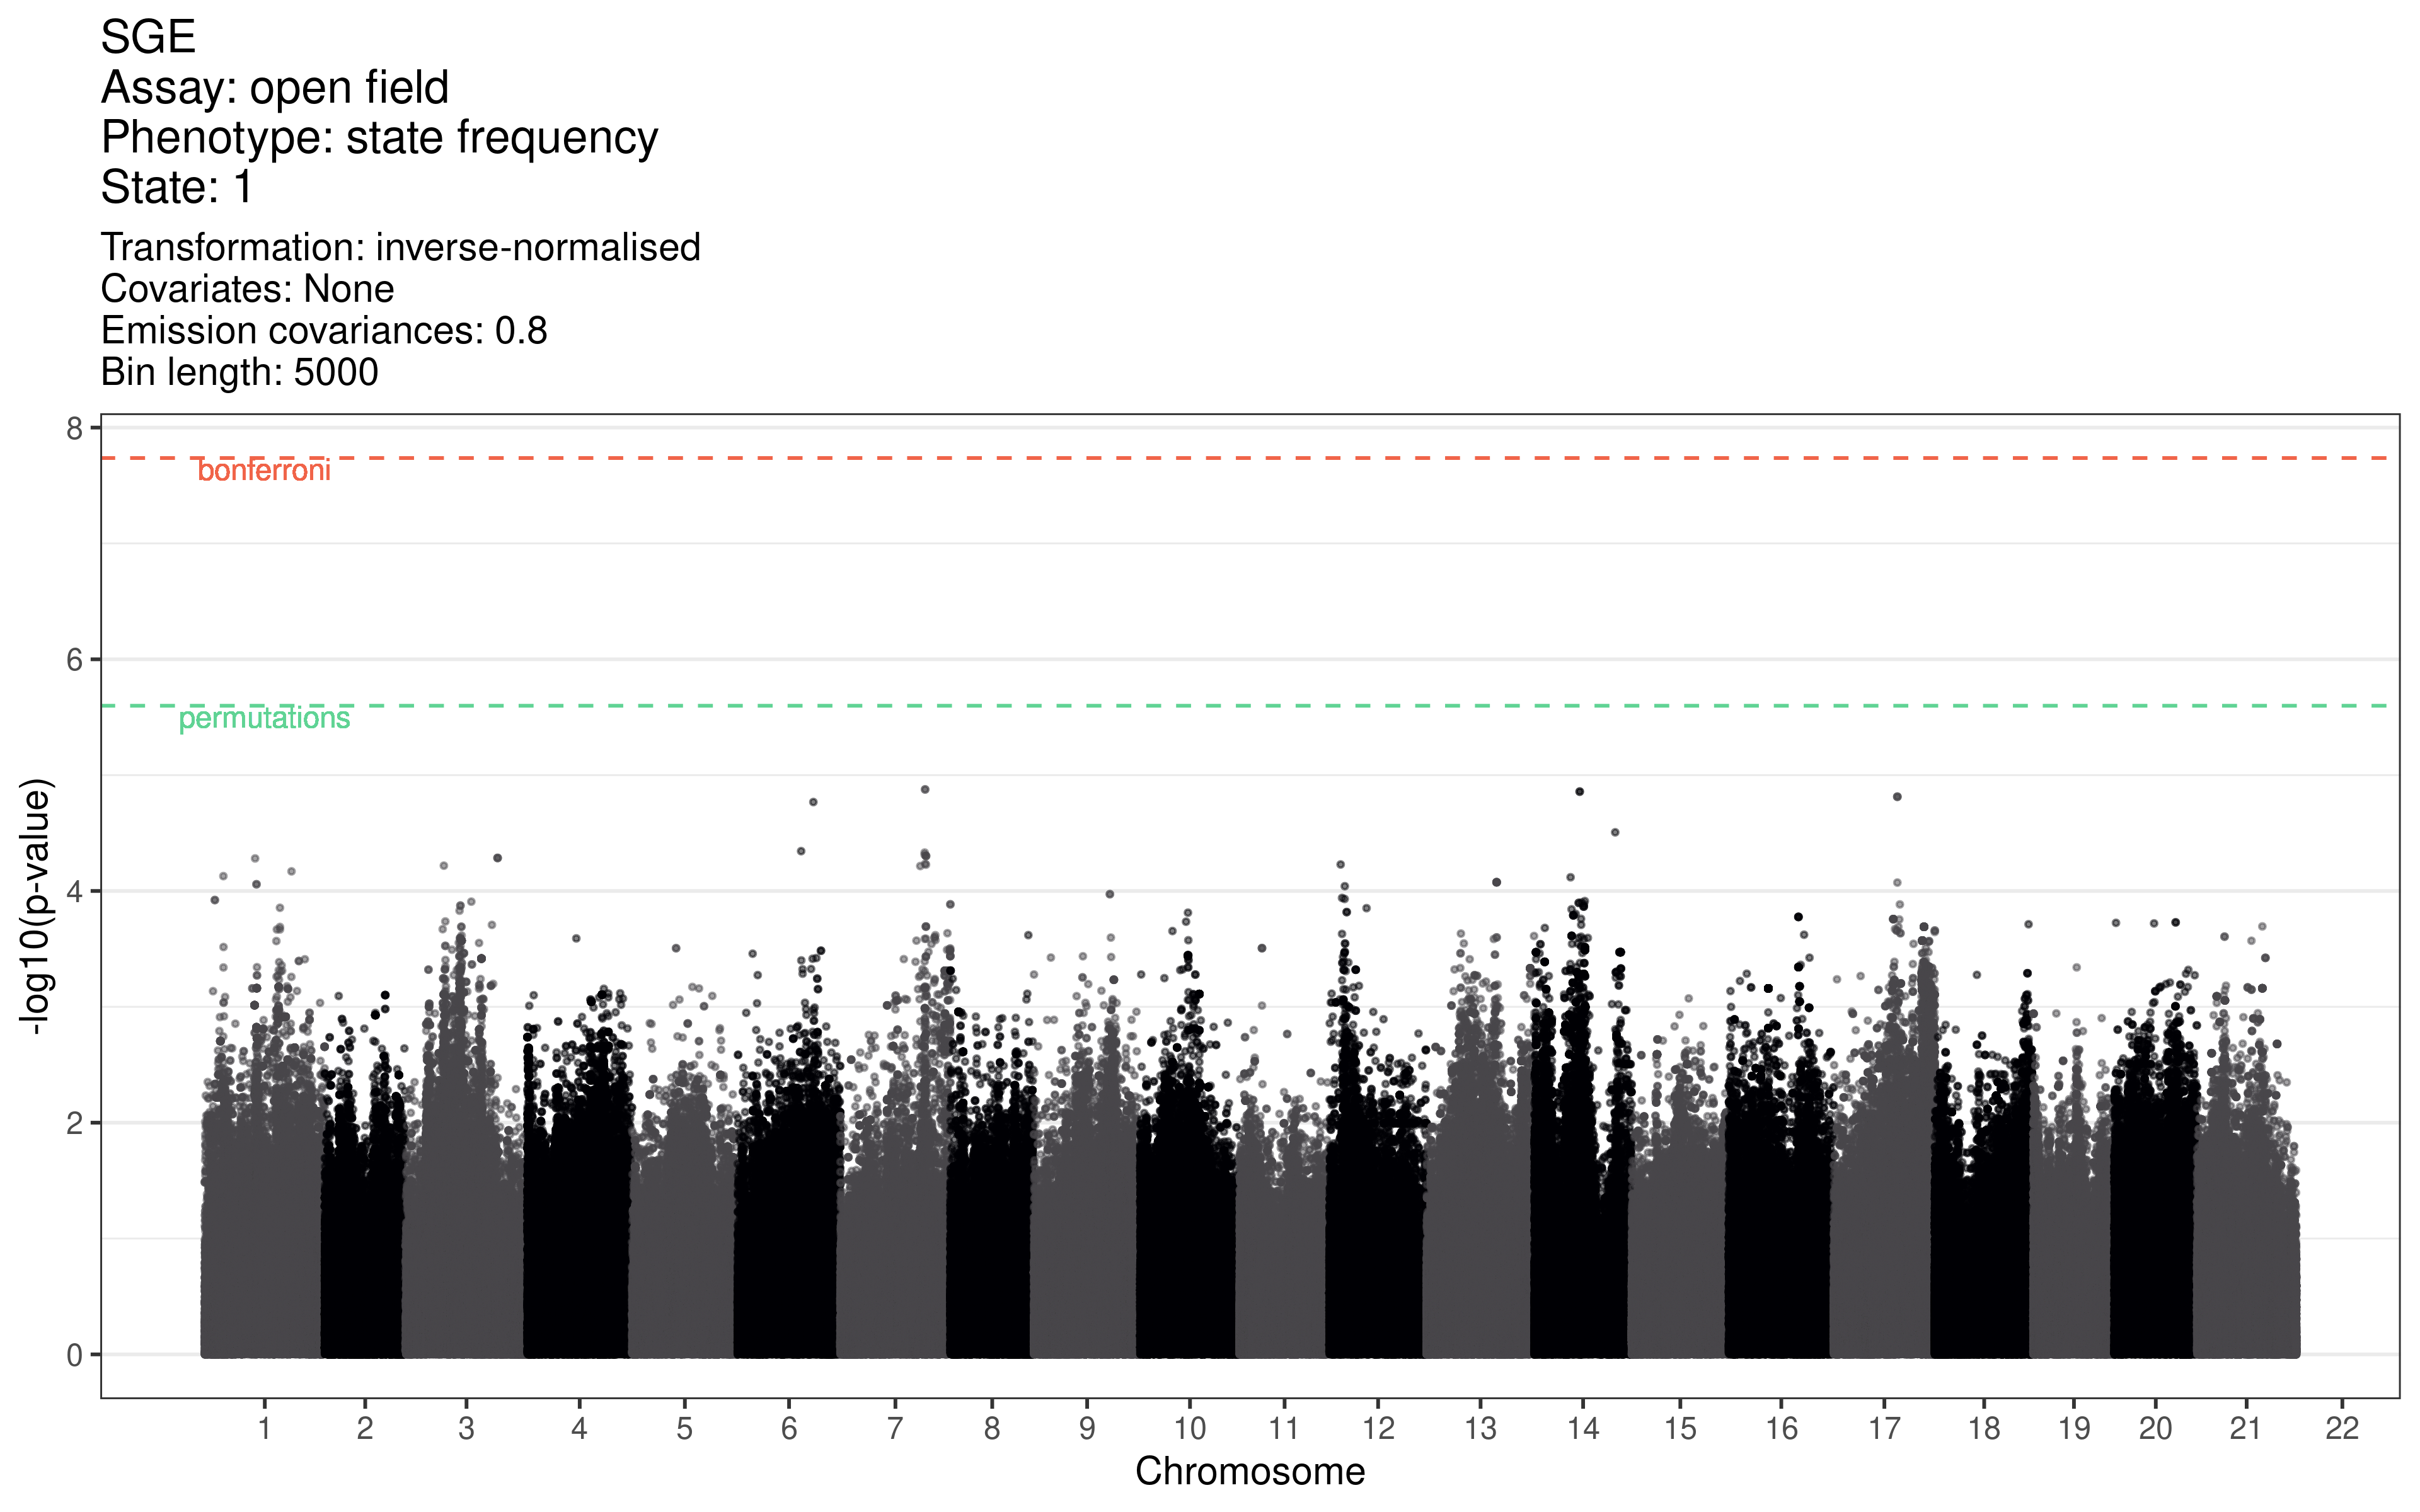 SGE
Assay: open field
Phenotype: state frequency
State: 1
Transformation: inverse-normalised
Covariates: None
Emission covariances: 0.8
Bin length: 5000
8
bonferroni
6
permutations
4
2
0
-log10(p-value)
1 2 3 4 5 6 7 8 9 10 11 12 13 14 15 16 17 18 19 20 21 22
Chromosome